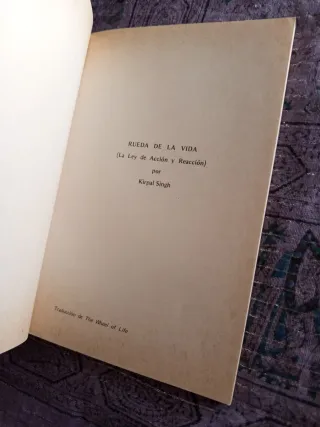 RUEDA DE LA VIDA
(La Ley de Acción y Reacción)
por
Kirpal Singh
Traducción de The Wheel of Life